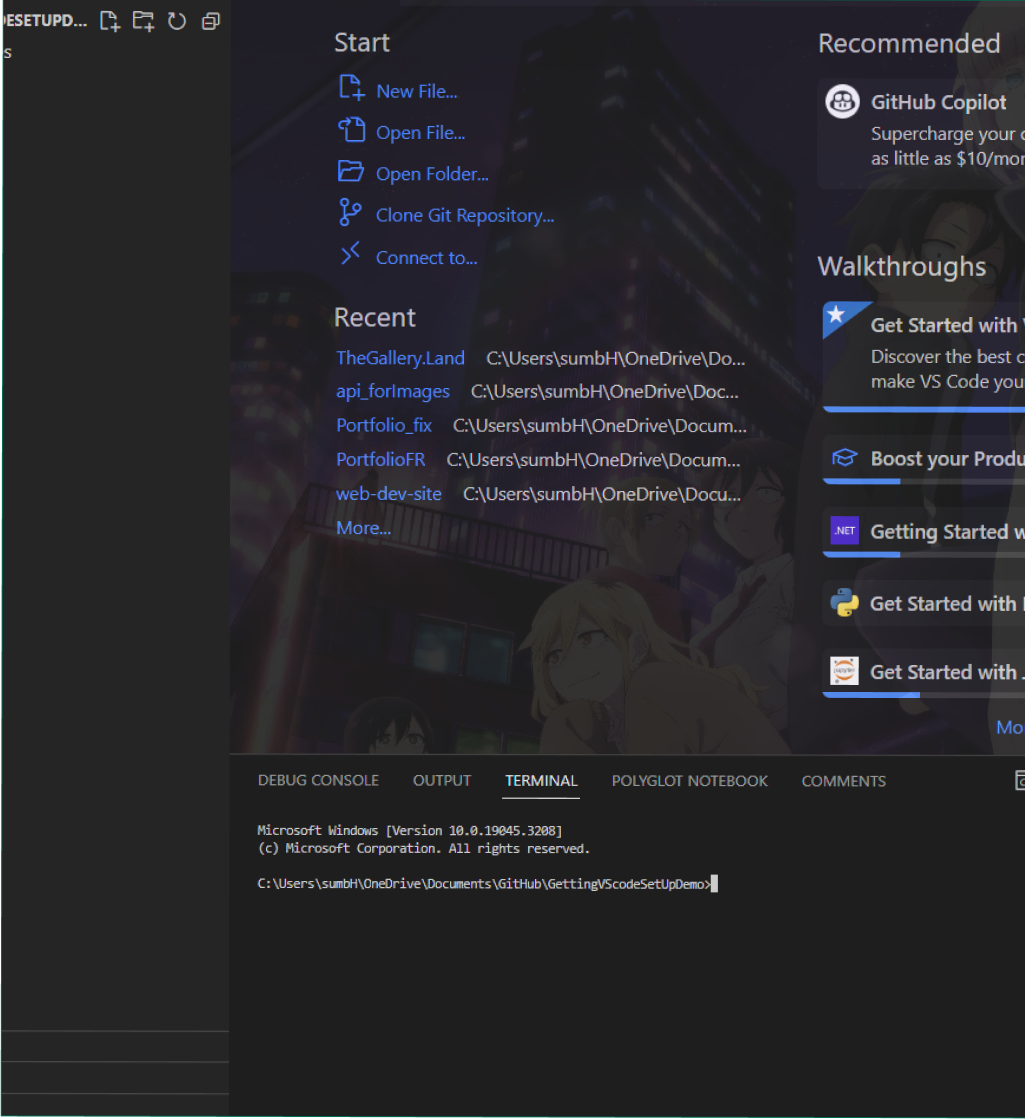 ESETUPD...
s
Start
New File...
Open File...
Open Folder...
Clone Git Repository...
Connect to...
Recent
TheGallery.Land C:\Users\sumbH\OneDrive\Do...
api_forImages C:\Users\sumbH\OneDrive\Doc...
Portfolio_fix C:\Users\sumbH\OneDrive\Docum...
PortfolioFR C:\Users\sumbH\OneDrive\Docum...
web-dev-site C:\Users\sumbH\OneDrive\Docu...
More...
Recommended
GitHub Copilot
Supercharge your
as little as $10/mon
Walkthroughs
Get Started with
Discover the best
make VS Code you
Boost your Produ
.NET
Getting Started w
Get Started with
jupyter
Get Started with
Mo
DEBUG CONSOLE OUTPUT TERMINAL POLYGLOT NOTEBOOK COMMENTS
Microsoft Windows [Version 10.0.19045.3208]
(c) Microsoft Corporation. All rights reserved.
C:\Users\sumbH\OneDrive\Documents\GitHub\GettingVScodeSetUpDemo>